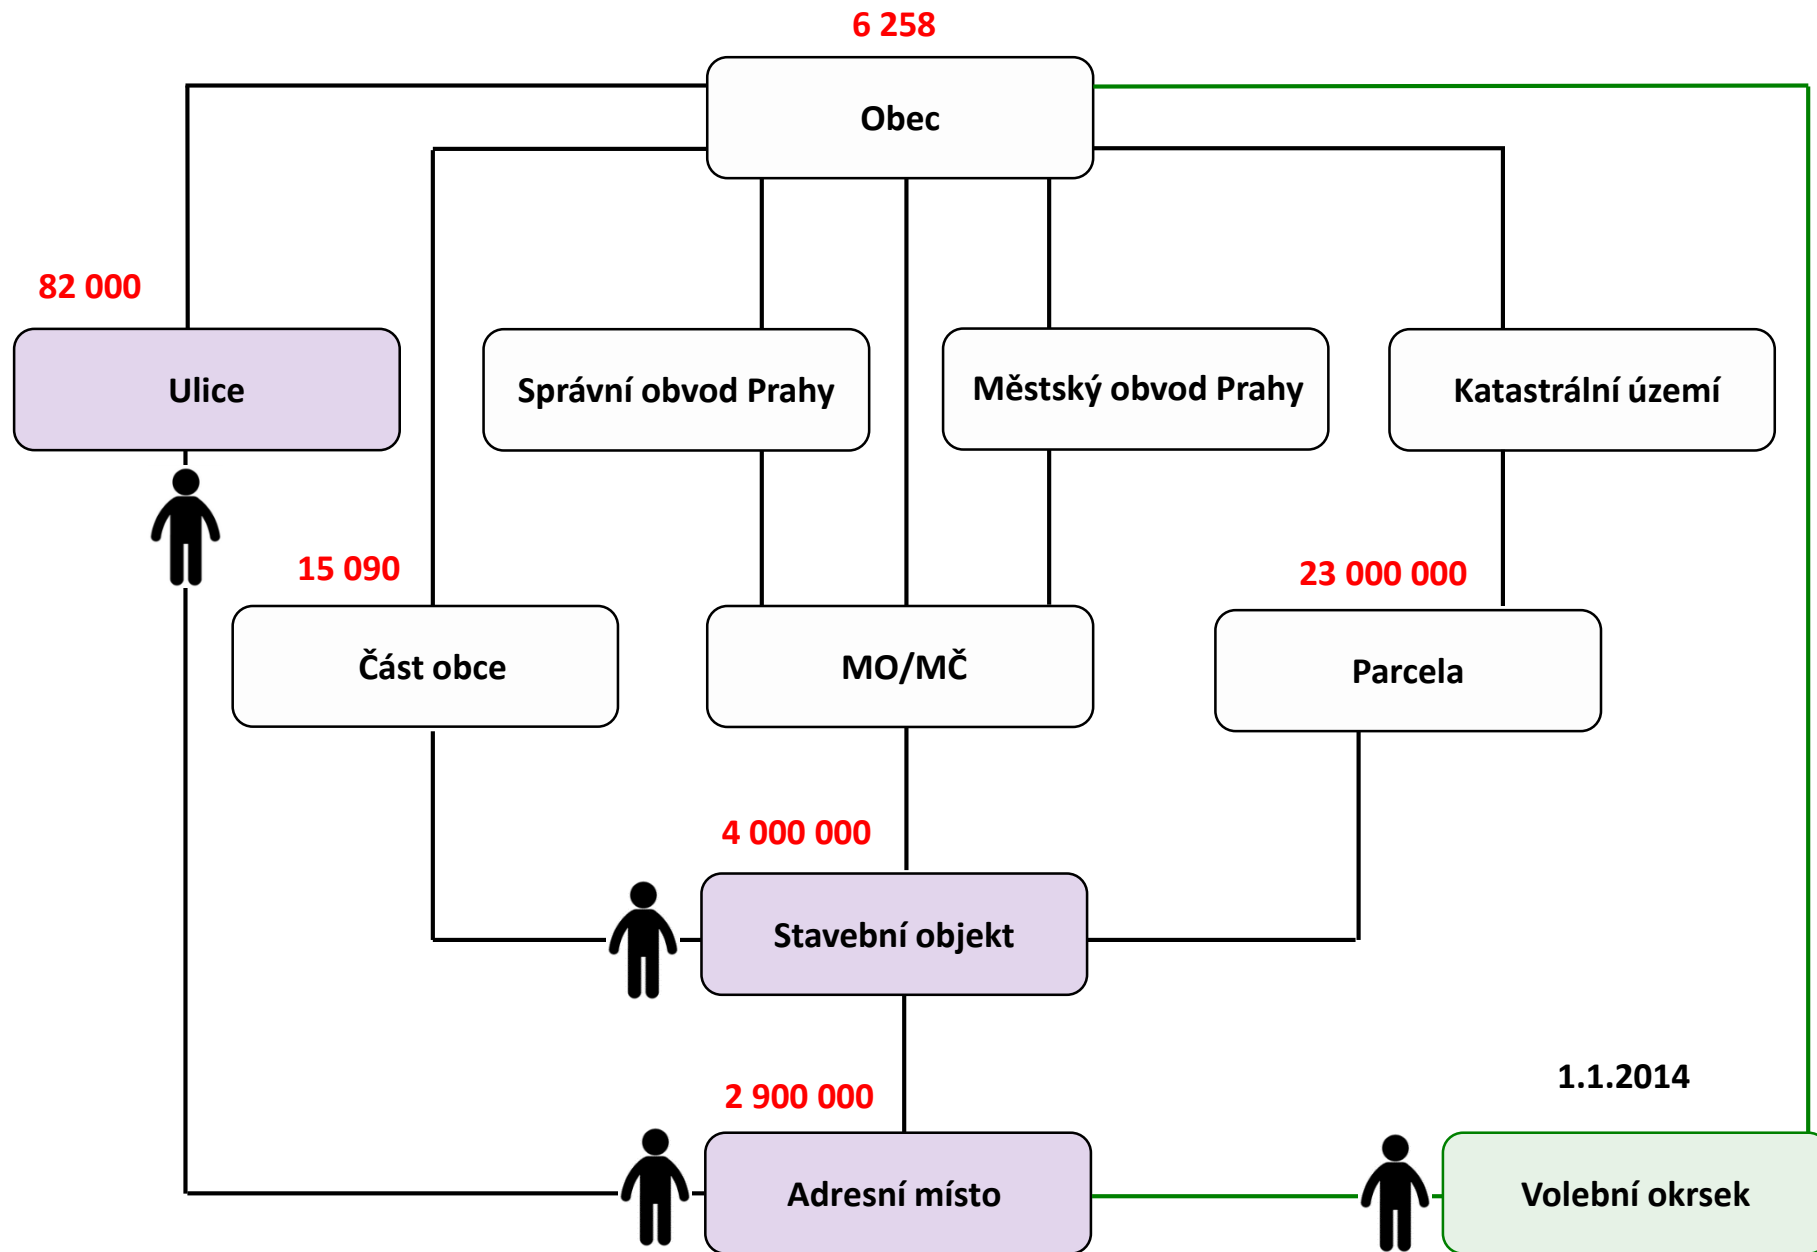 6 258
Obec
82 000
Ulice
Správní obvod Prahy
Městský obvod Prahy
Katastrální území
15 090
23 000 000
Část obce
MO/MČ
Parcela
4 000 000
Stavební objekt
1.1.2014
2 900 000
Adresní místo
Volební okrsek